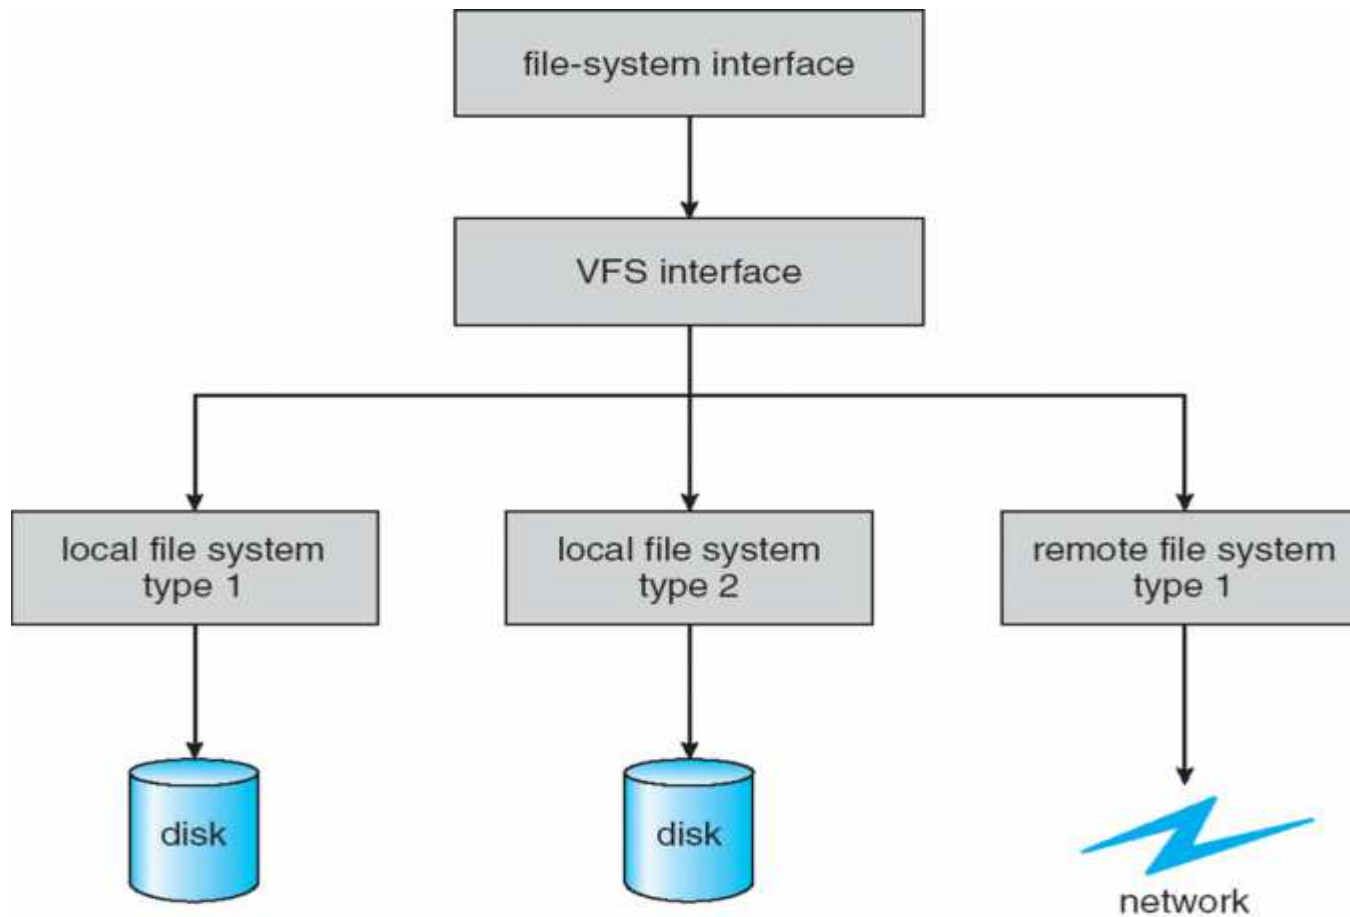 file-system interface
VFS interface
local file system
type 1
local file system
type 2
remote file system
type 1
disk
disk
network